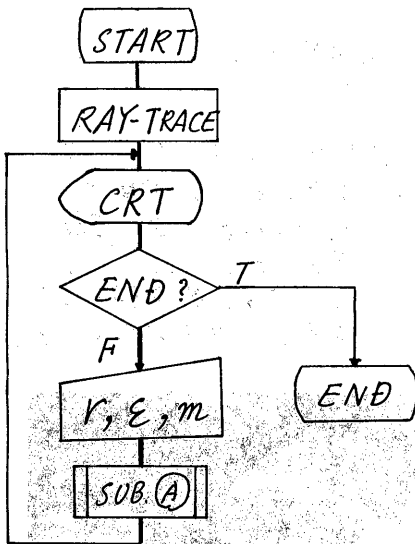 START
RAY-TRACE
CRT
END ?
T
F
END
r, ε, m
SUB. Ⓐ